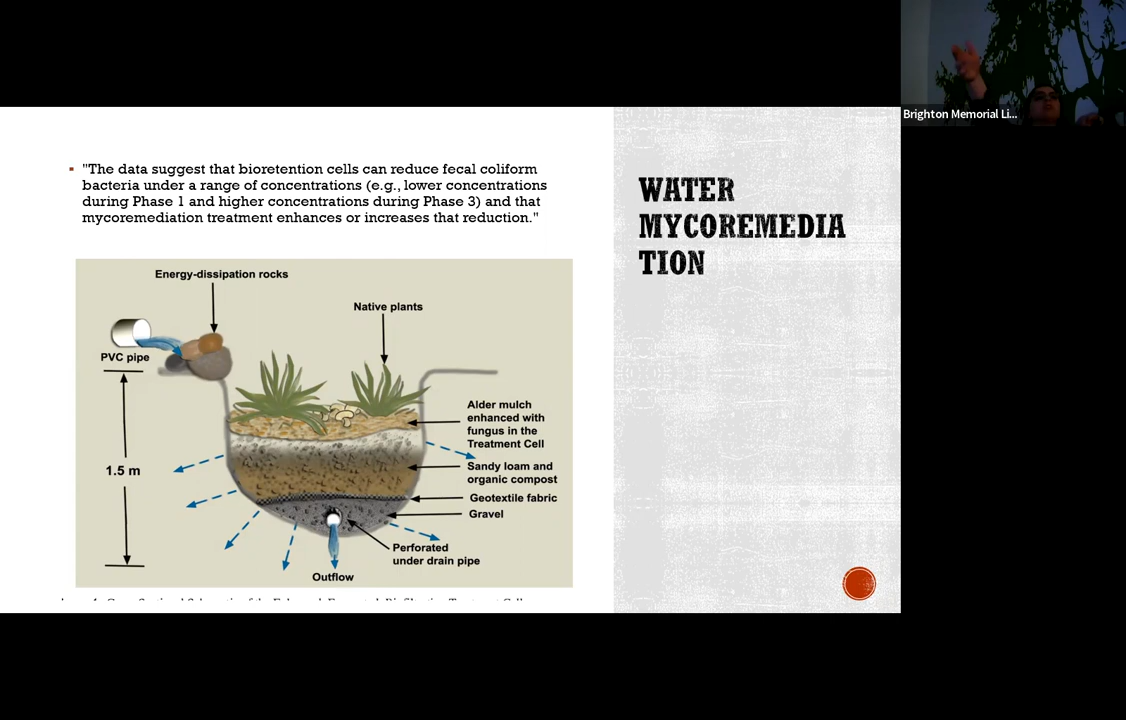 Brighton Memorial Li...
"The data suggest that bioretention cells can reduce fecal coliform
bacteria under a range of concentrations (e.g., lower concentrations
during Phase 1 and higher concentrations during Phase 3) and that
mycoremediation treatment enhances or increases that reduction."
WATER
MYCOREMEDIA
TION
Energy-dissipation rocks
Native plants
PVC pipe
Alder mulch
enhanced with
fungus in the
Treatment Cell
1.5 m
Sandy loam and
organic compost
Geotextile fabric
Gravel
Perforated
under drain pipe
Outflow